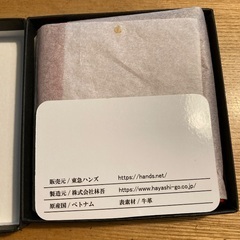 販売元/東急ハンズ https://hands.net/
製造元/株式会社林吾 https://www.hayashi-go.co.jp/
原産国/ベトナム 表素材/牛革